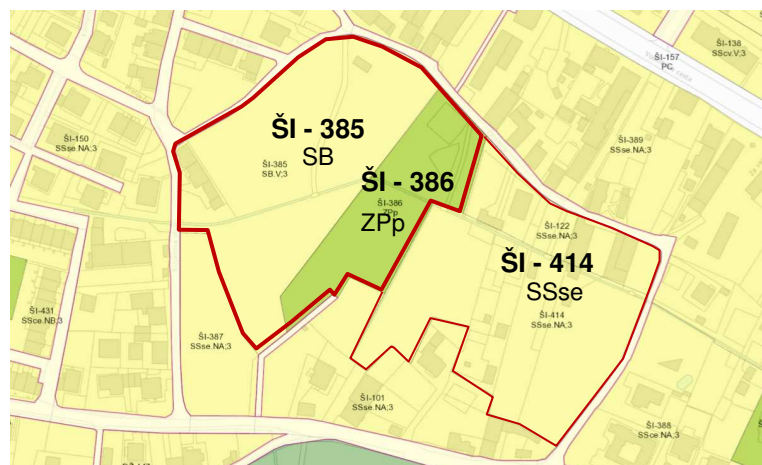 ŠI-138
SScv.V;3
ŠI-157
PC
ŠI - 385
SB
ŠI-385
SB.V;3
ŠI-150
SSse.NA;3
ŠI-389
SSse.NA;3
ŠI - 386
ŠI-386
ZPp
ZPp
ŠI-122
SSse.NA;3
ŠI - 414
SSse
ŠI-414
SSse.NA;3
ŠI-431
SSce.NB;3
ŠI-387
SSse.NA;3
ŠI-101
SSse.NA;3
ŠI-388
SSce.NA;3